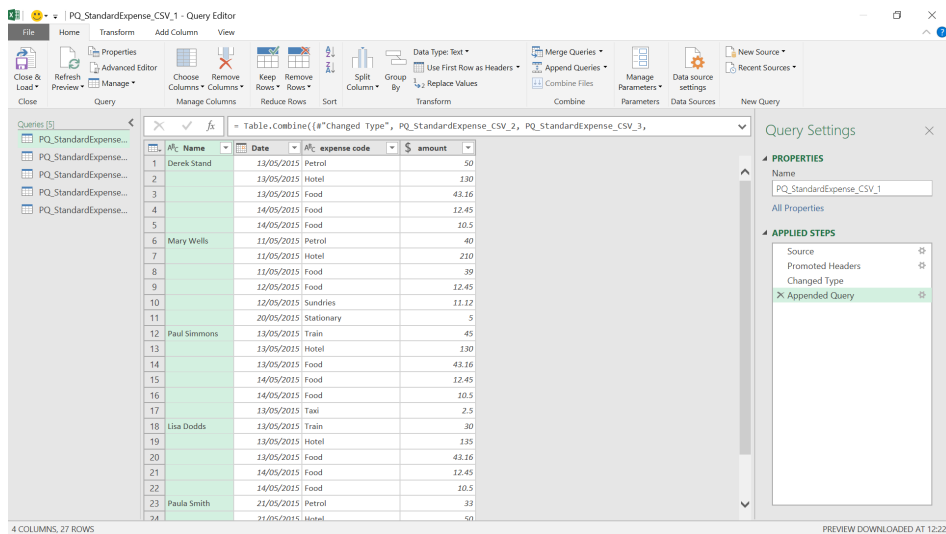 PQ_StandardExpense_CSV_1 - Query Editor
File Home Transform Add Column View
Close & Load Refresh Preview Properties Advanced Editor Manage Choose Columns Remove Columns Keep Rows Remove Rows Split Column Group By Data Type: Text Use First Row as Headers Replace Values Merge Queries Append Queries Combine Files Manage Parameters Data source settings New Source Recent Sources
Close Query Manage Columns Reduce Rows Sort Transform Combine Parameters Data Sources New Query
Queries [5]
PQ_StandardExpense...
PQ_StandardExpense...
PQ_StandardExpense...
PQ_StandardExpense...
PQ_StandardExpense...
fx = Table.Combine({#"Changed Type", PQ_StandardExpense_CSV_2, PQ_StandardExpense_CSV_3,
ABC Name Date ABC expense code $ amount
1 Derek Stand 13/05/2015 Petrol 50
2 13/05/2015 Hotel 130
3 13/05/2015 Food 43.16
4 14/05/2015 Food 12.45
5 14/05/2015 Food 10.5
6 Mary Wells 11/05/2015 Petrol 40
7 11/05/2015 Hotel 210
8 11/05/2015 Food 39
9 12/05/2015 Food 12.45
10 12/05/2015 Sundries 11.12
11 20/05/2015 Stationary 5
12 Paul Simmons 13/05/2015 Train 45
13 13/05/2015 Hotel 130
14 13/05/2015 Food 43.16
15 14/05/2015 Food 12.45
16 14/05/2015 Food 10.5
17 13/05/2015 Taxi 2.5
18 Lisa Dodds 13/05/2015 Train 30
19 13/05/2015 Hotel 135
20 13/05/2015 Food 43.16
21 14/05/2015 Food 12.45
22 14/05/2015 Food 10.5
23 Paula Smith 21/05/2015 Petrol 33
24 21/05/2015 Hotel 50
Query Settings
PROPERTIES
Name
PQ_StandardExpense_CSV_1
All Properties
APPLIED STEPS
Source
Promoted Headers
Changed Type
Appended Query
4 COLUMNS, 27 ROWS PREVIEW DOWNLOADED AT 12:22